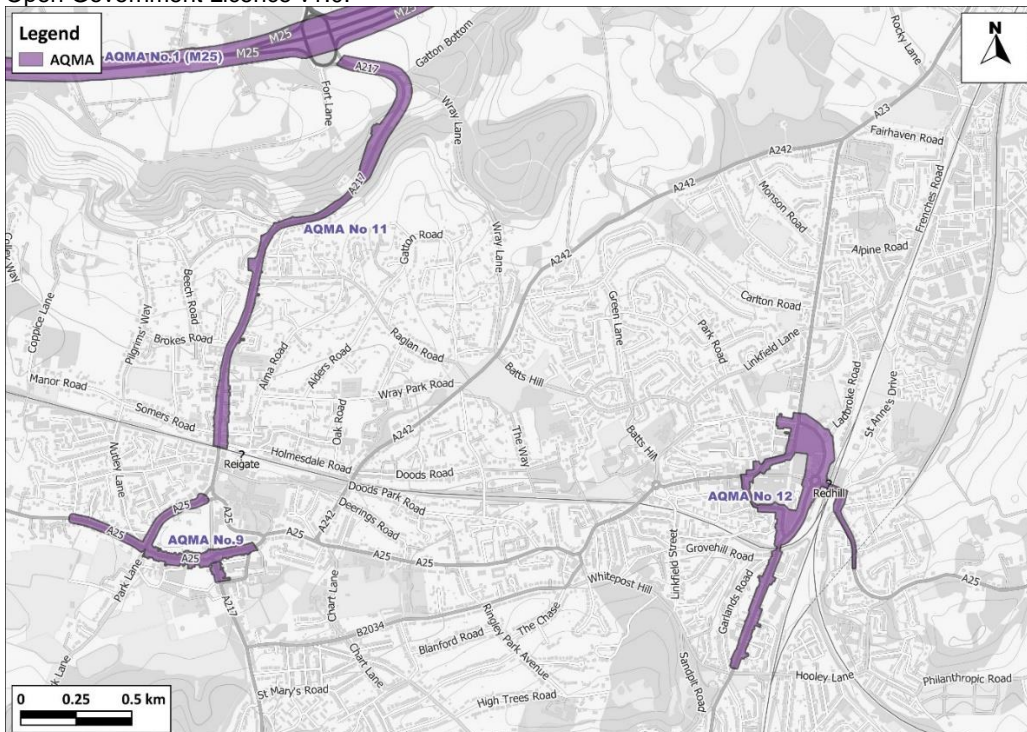 Open Government Licence v1.0.
Legend
AQMA
N
M25
M25
M25
AQMA No.1 (M25)
A217
Gatton Bottom
Rocky Lane
Fort Lane
Wray Lane
A23
Fairhaven Road
A242
A242
Frenches Road
A217
Monson Road
AQMA No 11
Gatton Road
Wray Lane
A242
Alpine Road
Colley Way
Beech Road
Pilgrims' Way
Coppice Lane
Green Lane
Carlton Road
Brokes Road
Alma Road
Alders Road
Raglan Road
Park Road
Linkfield Lane
Manor Road
Wray Park Road
Batts Hill
Ladbroke Road
St Anne's Drive
Somers Road
Oak Road
A242
The Way
Batts Hill
Nutley Lane
?
Reigate
Holmesdale Road
Doods Road
Doods Park Road
AQMA No 12
?
Redhill
A25
A25
A25
Deerings Road
A242
AQMA No.9
A25
A25
Grovehill Road
Linkfield Street
Garlands Road
A25
Park Lane
Whitepost Hill
A217
Chart Lane
B2034
The Chase
Blanford Road
Ringley Park Avenue
Chart Lane
Sandpit Road
Hooley Lane
Philanthropic Road
St Mary's Road
High Trees Road
0 0.25 0.5 km